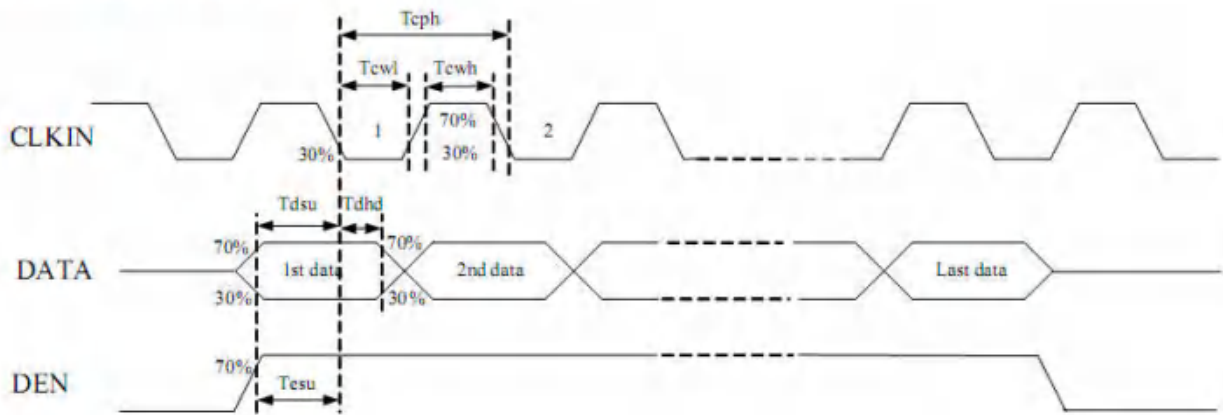 Tcph
Tcwl Tcwh
CLKIN 30% 1 70% 2
30%
Tdsu Tdhd
70% 70%
DATA 1st data 2nd data Last data
30% 30%
70%
DEN Tesu